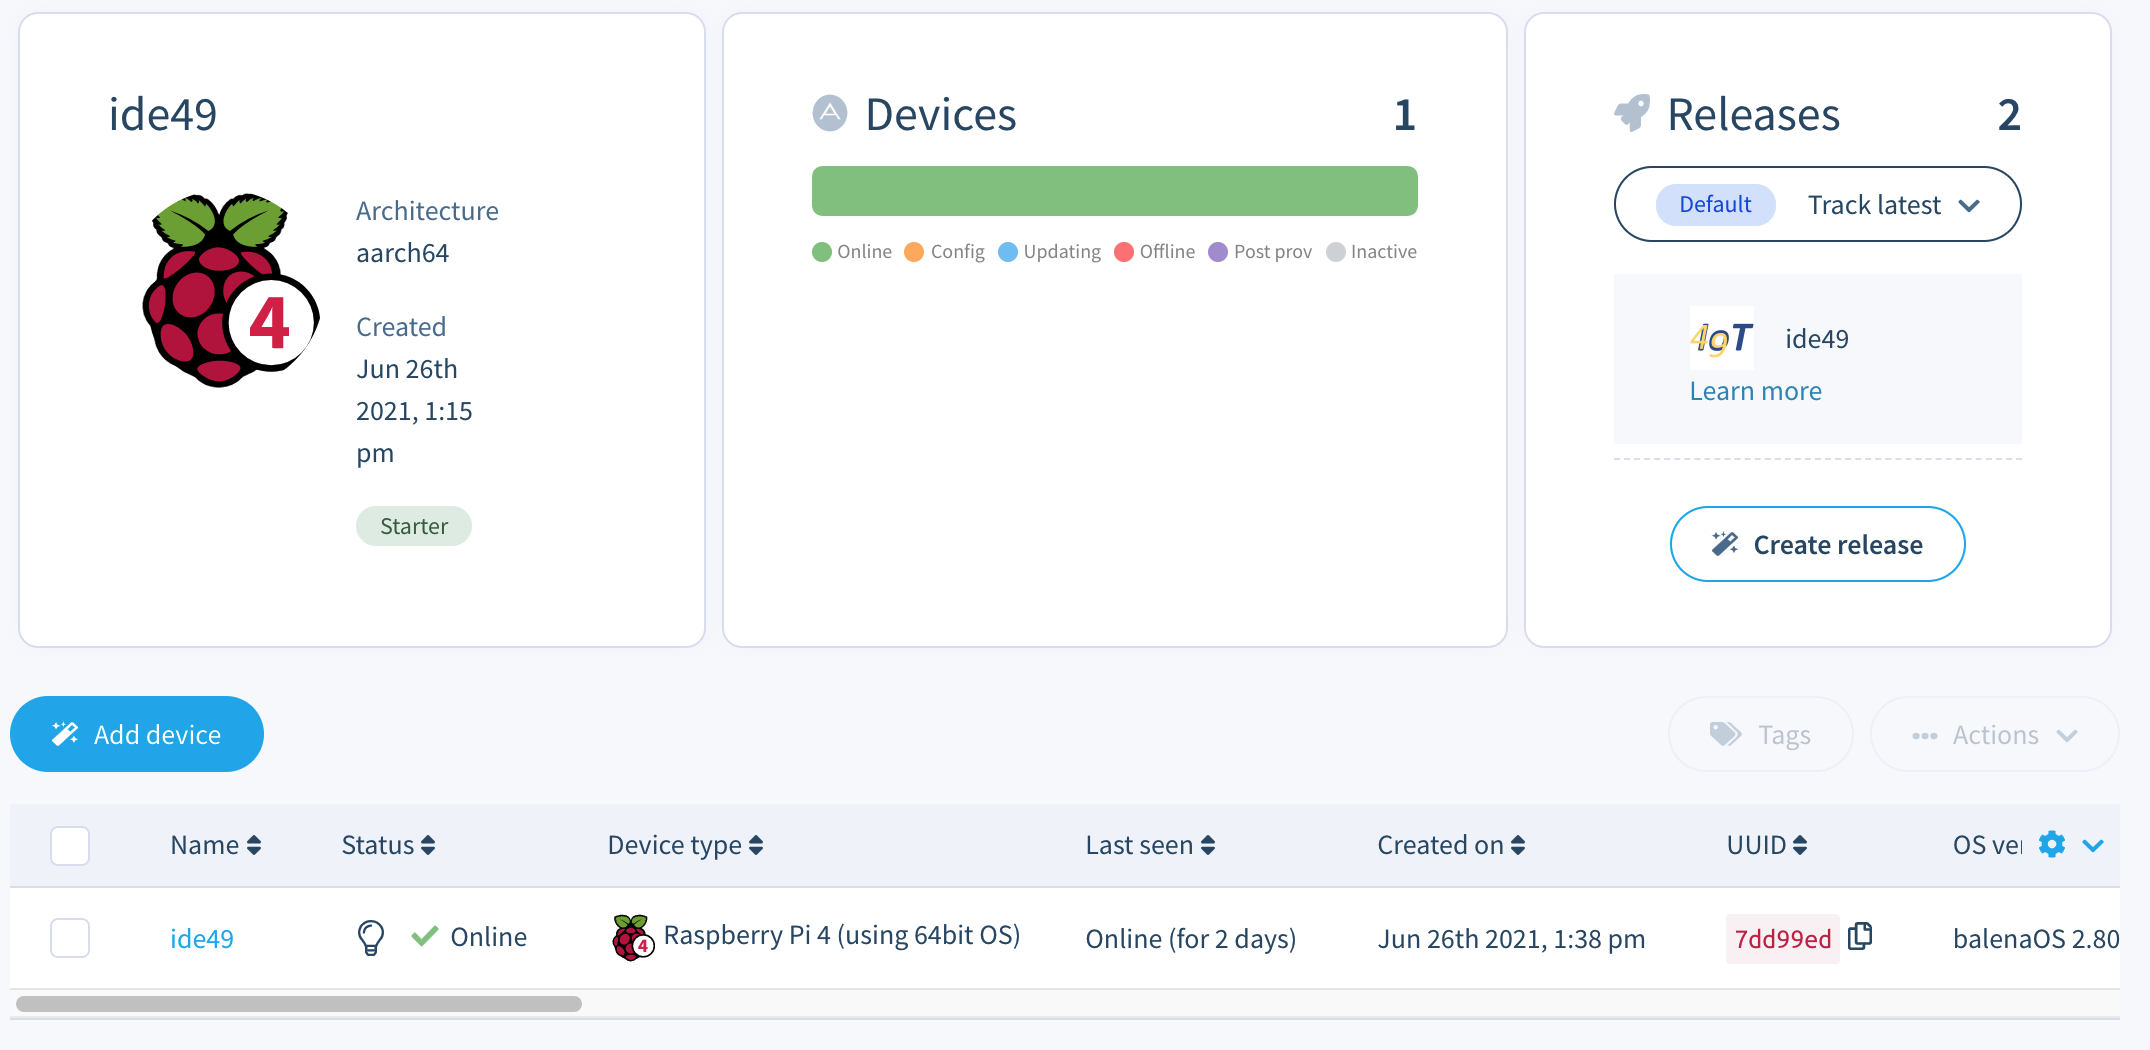 ide49
4
Architecture
aarch64
Created
Jun 26th
2021, 1:15
pm
Starter
Devices 1
Online Config Updating Offline Post prov Inactive
Releases 2
Default Track latest
49T ide49
Learn more
Create release
Add device
Tags
Actions
Name Status Device type Last seen Created on UUID OS ver
ide49 Online 4 Raspberry Pi 4 (using 64bit OS) Online (for 2 days) Jun 26th 2021, 1:38 pm 7dd99ed balenaOS 2.80